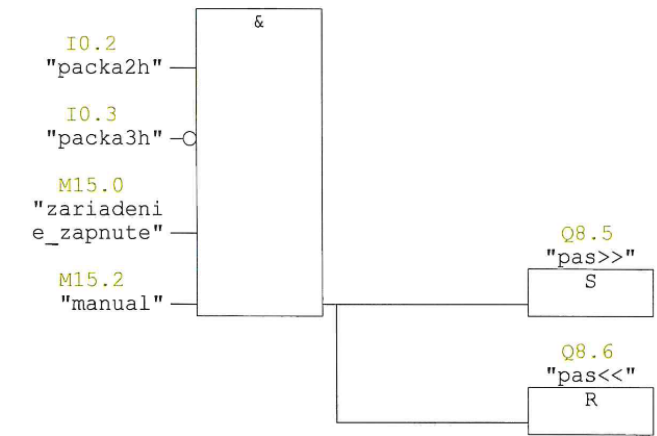 &
I0.2
"packa2h"
I0.3
"packa3h"
M15.0
"zariadeni
e_zapnute"
M15.2
"manual"
Q8.5
"pas>>"
S
Q8.6
"pas<<"
R